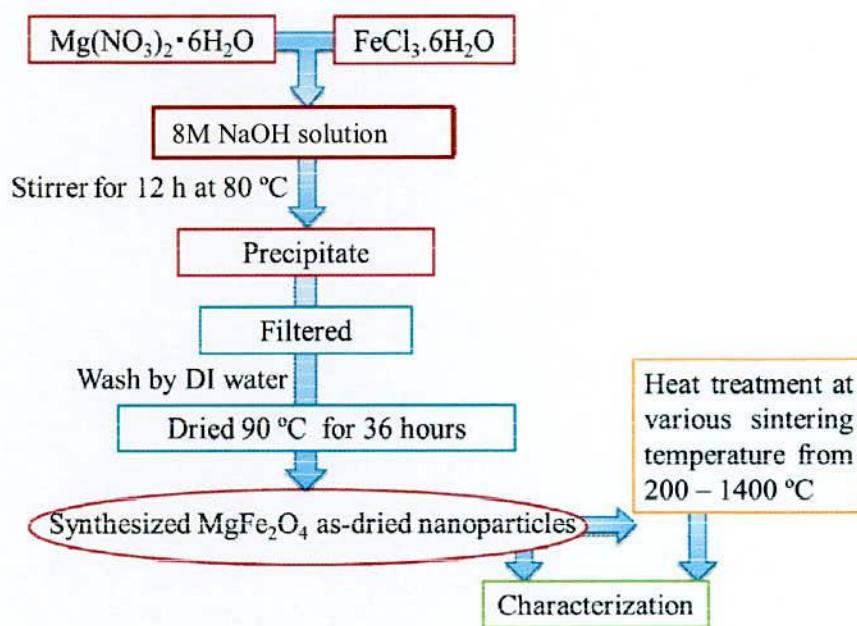 Mg(NO₃)₂·6H₂O
FeCl₃.6H₂O
8M NaOH solution
Stirrer for 12 h at 80 ºC
Precipitate
Filtered
Wash by DI water
Dried 90 ºC for 36 hours
Synthesized MgFe₂O₄ as-dried nanoparticles
Heat treatment at
various sintering
temperature from
200 – 1400 ºC
Characterization